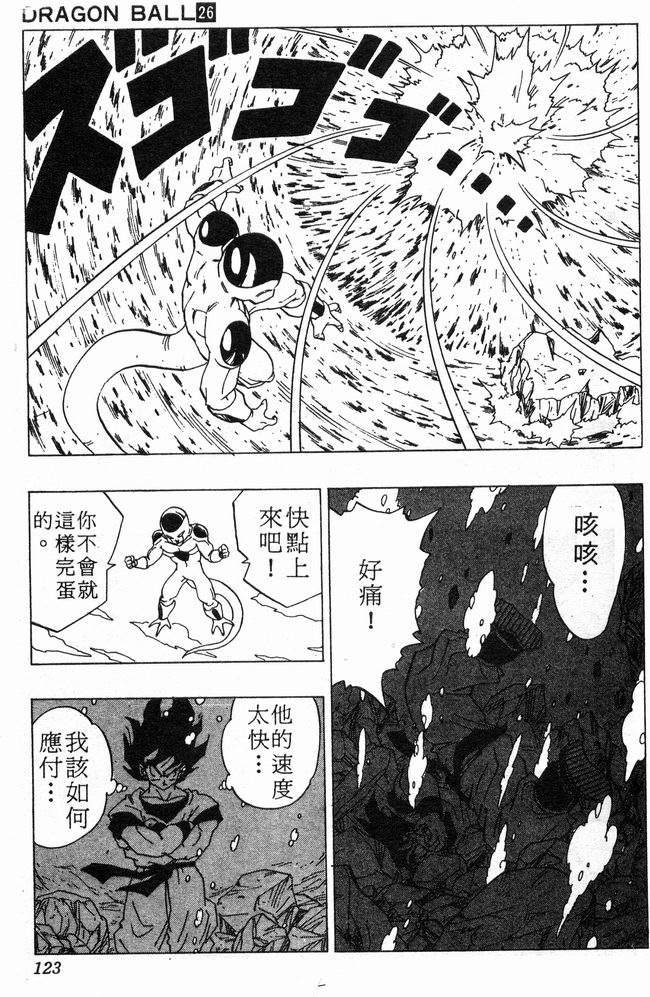 DRAGON BALL 26
ズゴゴゴ‥‥
咳咳…
好痛！
快點上
來吧！
你不會就
這樣完蛋
的。
他的速度
太快…
我該如何
應付…
123